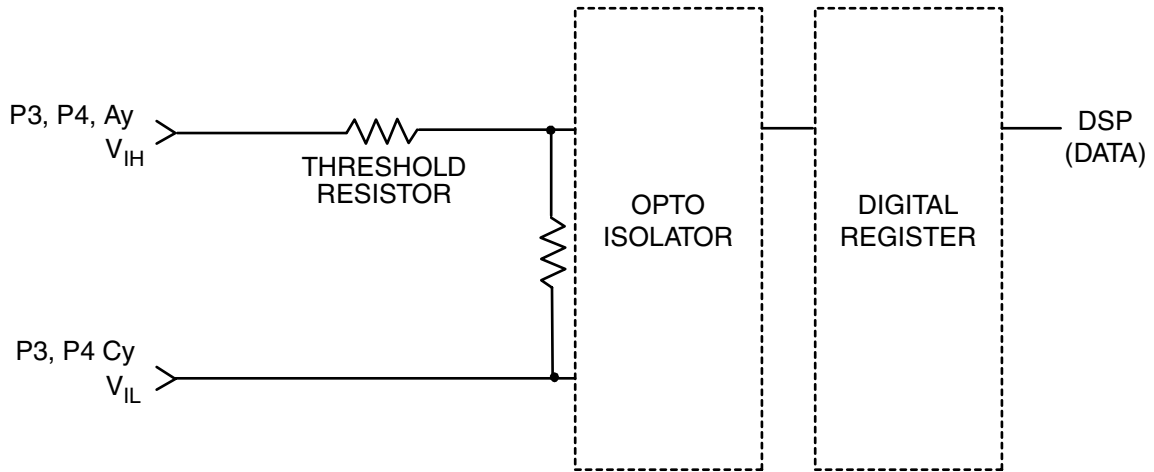 P3, P4, Ay
VIH
THRESHOLD
RESISTOR
P3, P4 Cy
VIL
OPTO
ISOLATOR
DIGITAL
REGISTER
DSP
(DATA)